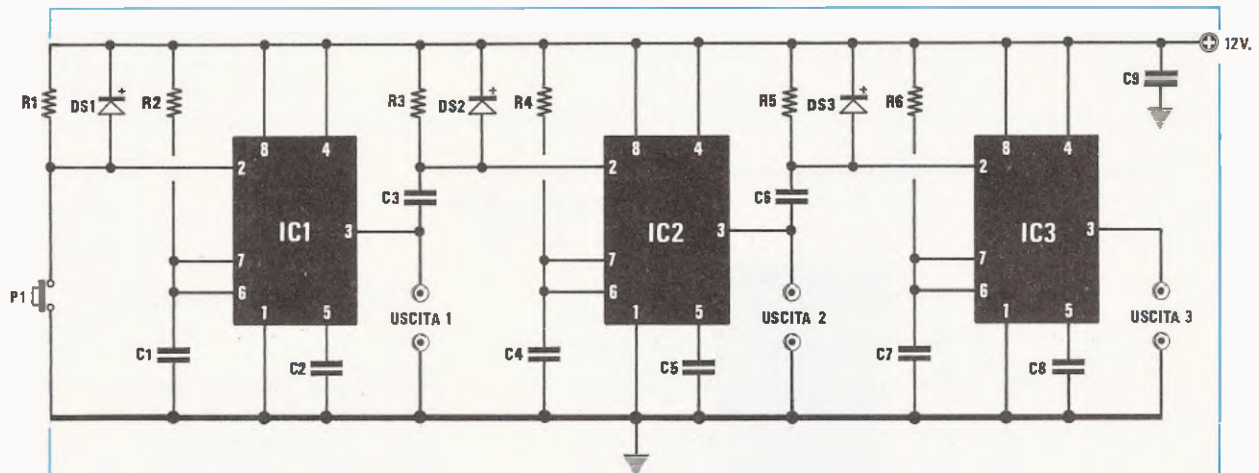 12V.
R1
DS1
+
R2
R3
DS2
+
R4
R5
DS3
+
R6
C9
8
4
2
IC1
3
7
6
1
5
C3
8
4
2
IC2
3
7
6
1
5
C6
8
4
2
IC3
3
7
6
1
5
P1
C1
C2
USCITA 1
C4
C5
USCITA 2
C7
C8
USCITA 3